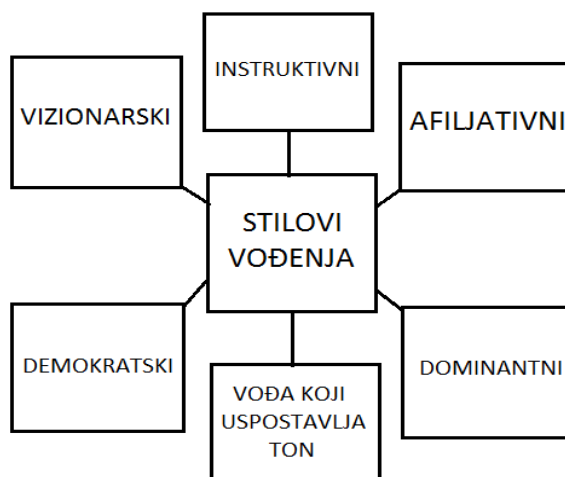 INSTRUKTIVNI
VIZIONARSKI
AFILJATIVNI
STILOVI
VOĐENJA
DEMOKRATSKI
DOMINANTNI
VOĐA KOJI
USPOSTAVLJA
TON